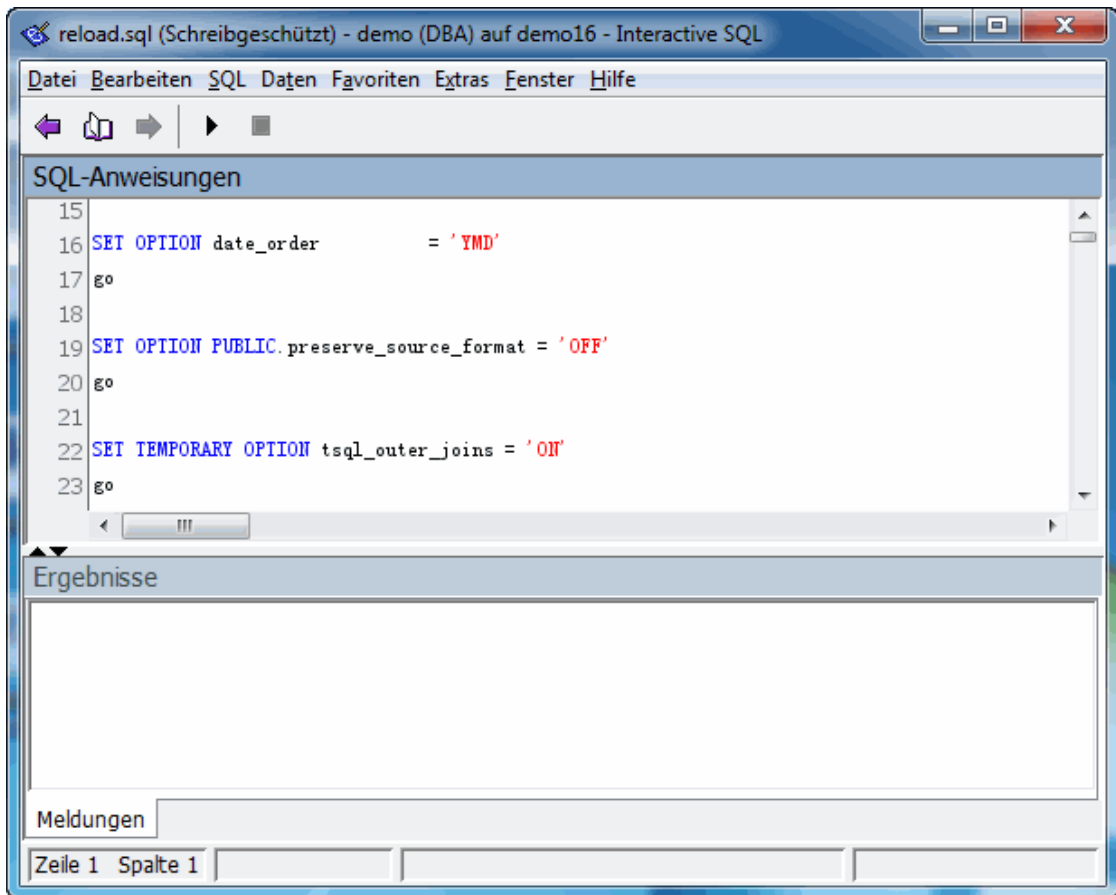 reload.sql (Schreibgeschützt) - demo (DBA) auf demo16 - Interactive SQL
Datei Bearbeiten SQL Daten Favoriten Extras Fenster Hilfe
SQL-Anweisungen
15
16 SET OPTION date_order = 'YMD'
17 go
18
19 SET OPTION PUBLIC.preserve_source_format = 'OFF'
20 go
21
22 SET TEMPORARY OPTION tsql_outer_joins = 'ON'
23 go
Ergebnisse
Meldungen
Zeile 1 Spalte 1